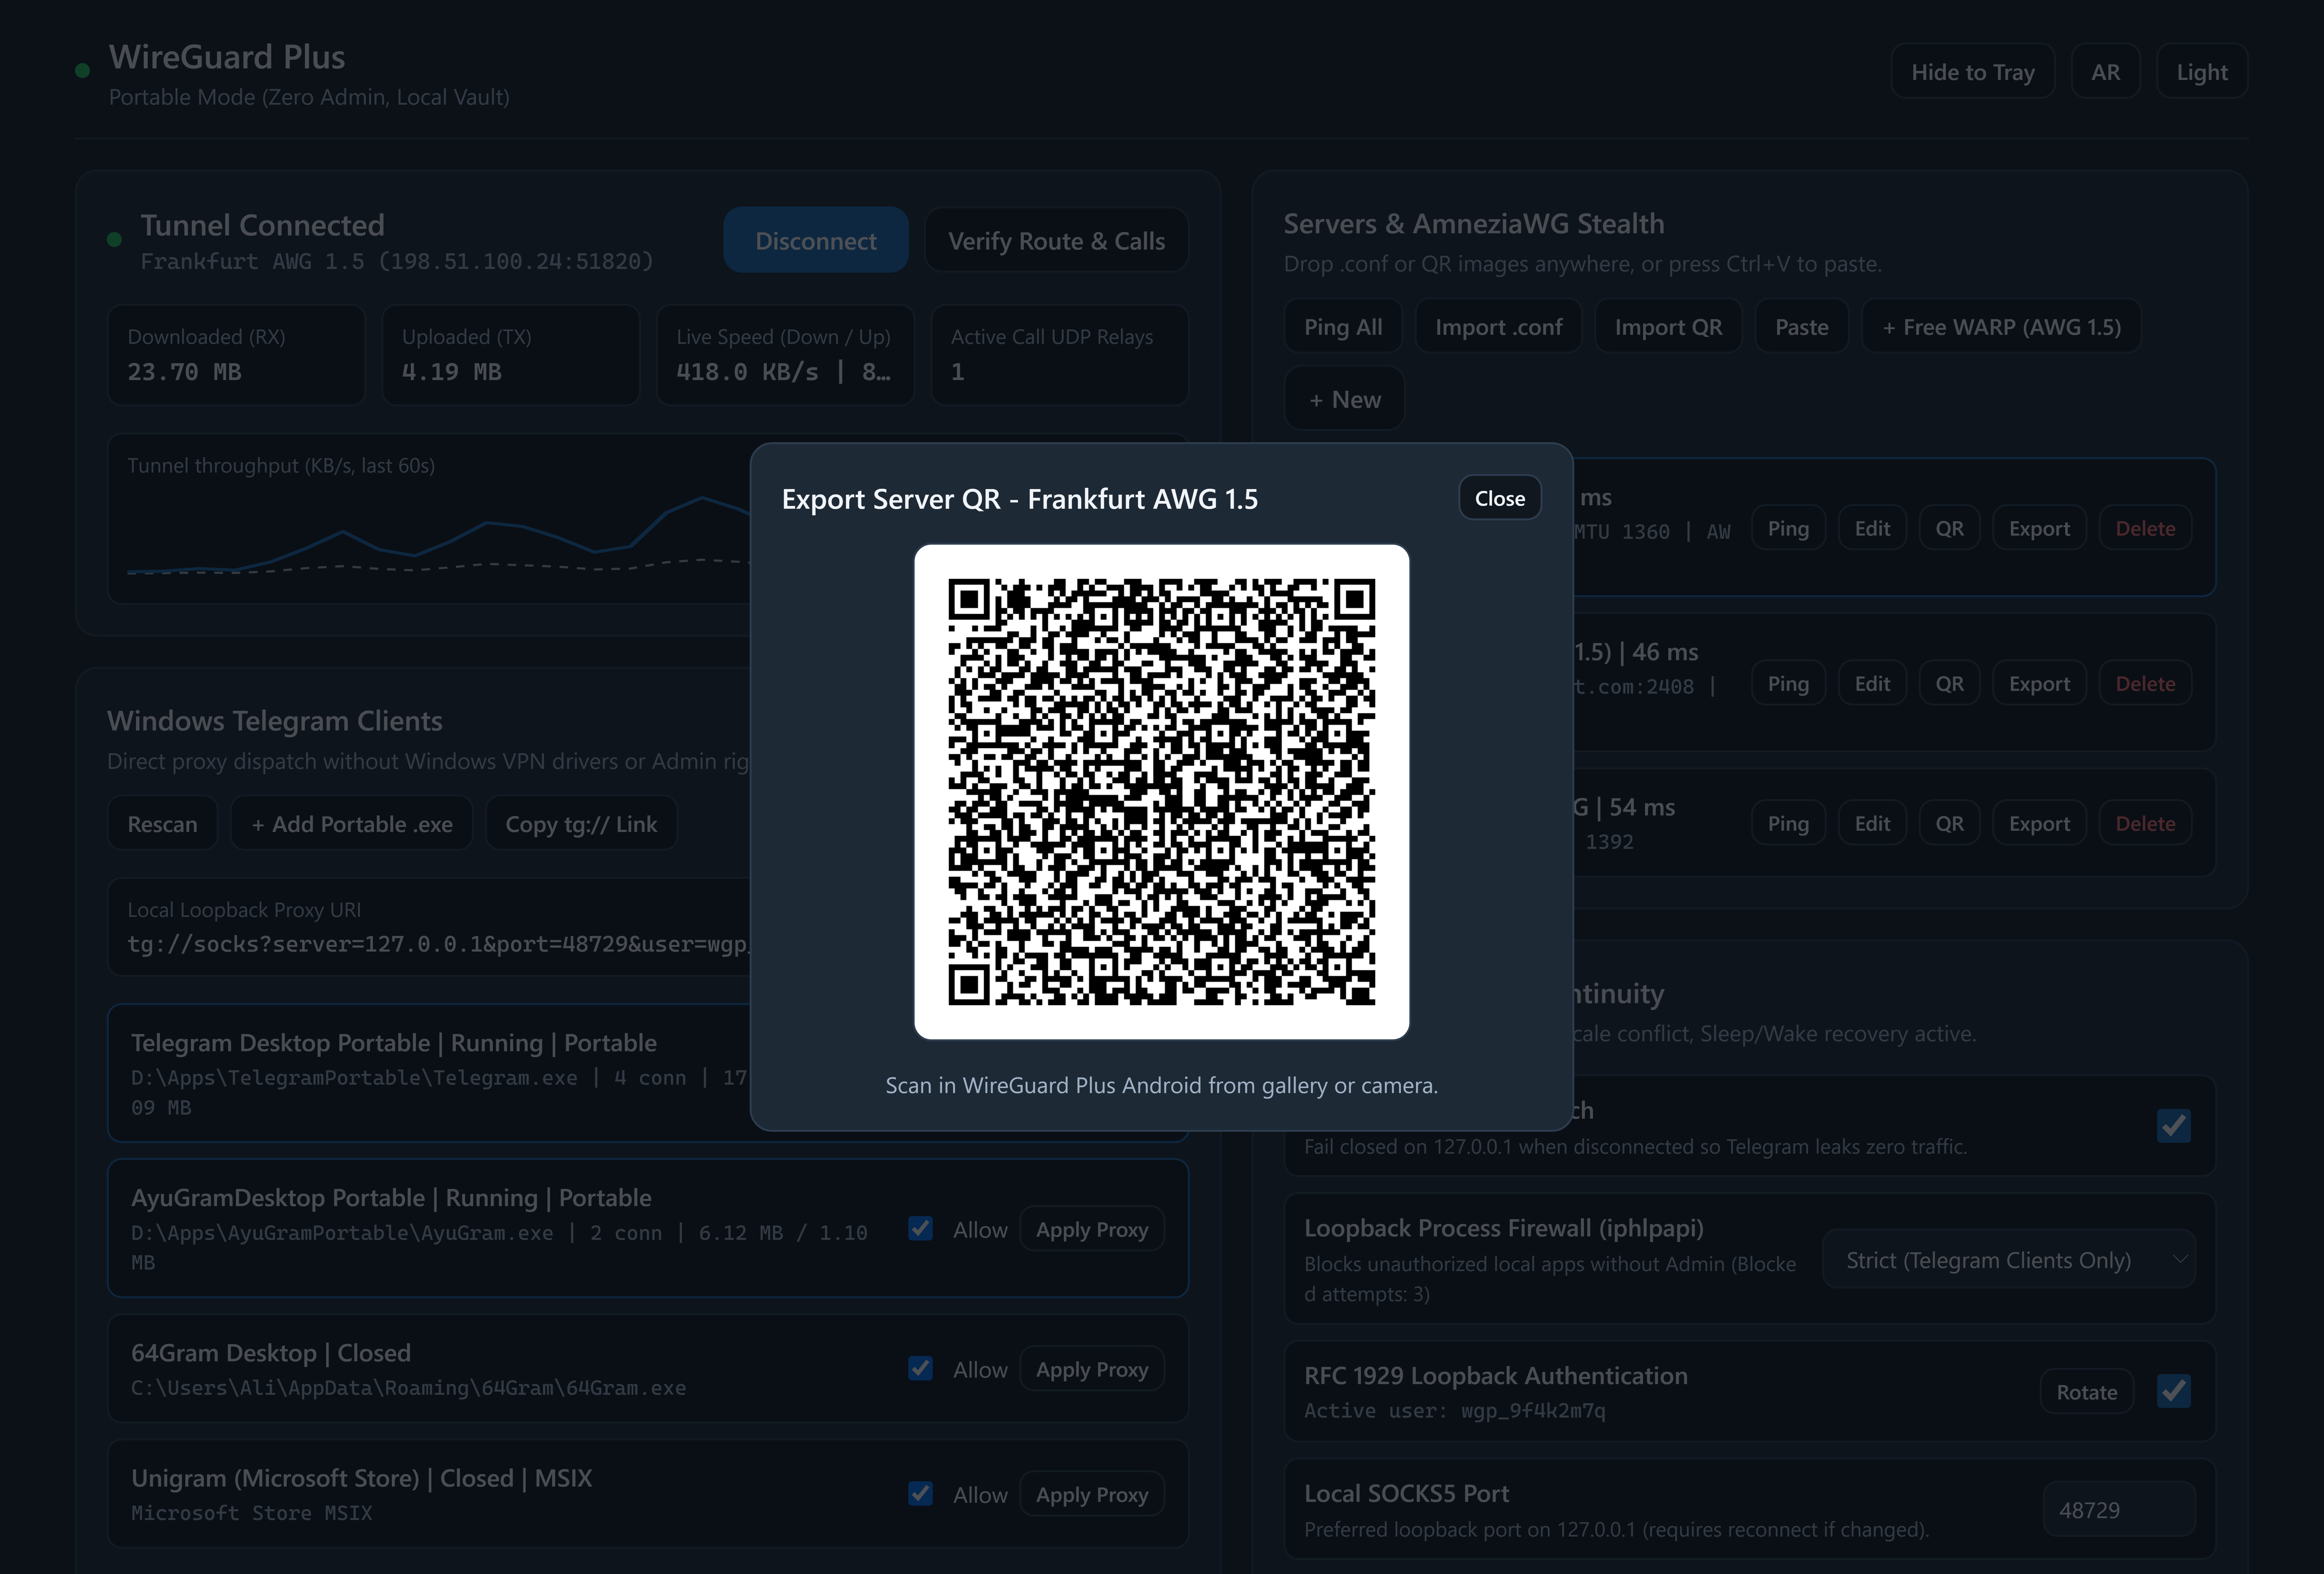 WireGuard Plus
Portable Mode (Zero Admin, Local Vault)
Hide to Tray
AR
Light
Tunnel Connected
Frankfurt AWG 1.5 (198.51.100.24:51820)
Disconnect
Verify Route & Calls
Downloaded (RX)
23.70 MB
Uploaded (TX)
4.19 MB
Live Speed (Down / Up)
418.0 KB/s | 8…
Active Call UDP Relays
1
Tunnel throughput (KB/s, last 60s)
Servers & AmneziaWG Stealth
Drop .conf or QR images anywhere, or press Ctrl+V to paste.
Ping All
Import .conf
Import QR
Paste
+ Free WARP (AWG 1.5)
+ New
ms
MTU 1360 | AW
Ping
Edit
QR
Export
Delete
1.5) | 46 ms
t.com:2408 |
Ping
Edit
QR
Export
Delete
G | 54 ms
1392
Ping
Edit
QR
Export
Delete
Export Server QR - Frankfurt AWG 1.5
Close
Scan in WireGuard Plus Android from gallery or camera.
Windows Telegram Clients
Direct proxy dispatch without Windows VPN drivers or Admin rig
Rescan
+ Add Portable .exe
Copy tg:// Link
Local Loopback Proxy URI
tg://socks?server=127.0.0.1&port=48729&user=wgp_
Telegram Desktop Portable | Running | Portable
D:\Apps\TelegramPortable\Telegram.exe | 4 conn | 17
09 MB
AyuGramDesktop Portable | Running | Portable
D:\Apps\AyuGramPortable\AyuGram.exe | 2 conn | 6.12 MB / 1.10
MB
Allow
Apply Proxy
64Gram Desktop | Closed
C:\Users\Ali\AppData\Roaming\64Gram\64Gram.exe
Allow
Apply Proxy
Unigram (Microsoft Store) | Closed | MSIX
Microsoft Store MSIX
Allow
Apply Proxy
ntinuity
cale conflict, Sleep/Wake recovery active.
ch
Fail closed on 127.0.0.1 when disconnected so Telegram leaks zero traffic.
Loopback Process Firewall (iphlpapi)
Blocks unauthorized local apps without Admin (Blocke
d attempts: 3)
Strict (Telegram Clients Only)
RFC 1929 Loopback Authentication
Active user: wgp_9f4k2m7q
Rotate
Local SOCKS5 Port
Preferred loopback port on 127.0.0.1 (requires reconnect if changed).
48729